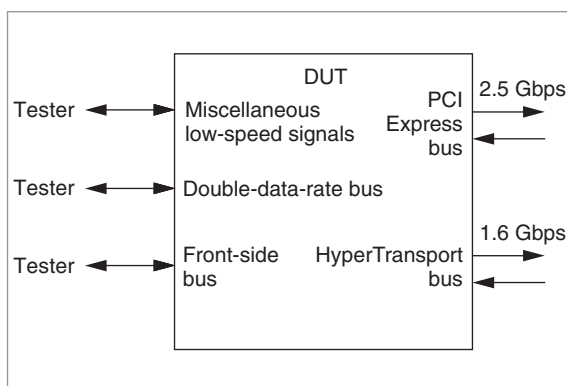 DUT
Tester
Miscellaneous
low-speed signals
PCI
Express
bus
2.5 Gbps
Tester
Double-data-rate bus
Tester
Front-side
bus
HyperTransport
bus
1.6 Gbps